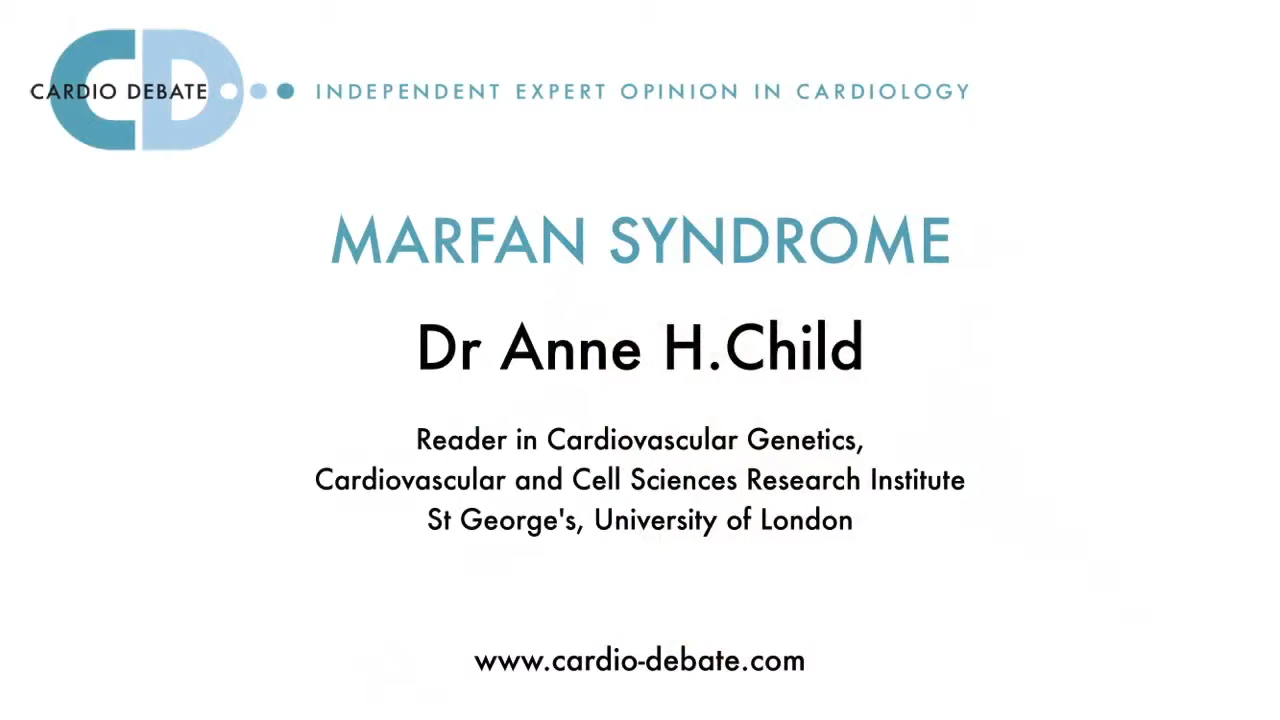 CARDIO DEBATE
INDEPENDENT EXPERT OPINION IN CARDIOLOGY
MARFAN SYNDROME
Dr Anne H.Child
Reader in Cardiovascular Genetics,
Cardiovascular and Cell Sciences Research Institute
St George's, University of London
www.cardio-debate.com